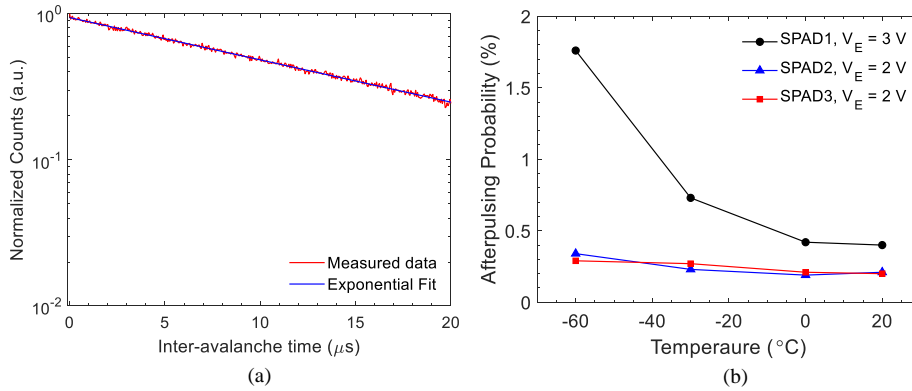 (a)
10^0
10^-1
10^-2
Normalized Counts (a.u.)
Measured data
Exponential Fit
0
5
10
15
20
Inter-avalanche time (μs)
(a)
(b)
2
1.5
1
0.5
0
Afterpulsing Probability (%)
SPAD1, V_E = 3 V
SPAD2, V_E = 2 V
SPAD3, V_E = 2 V
-60
-40
-20
0
20
Temperaure (°C)
(b)